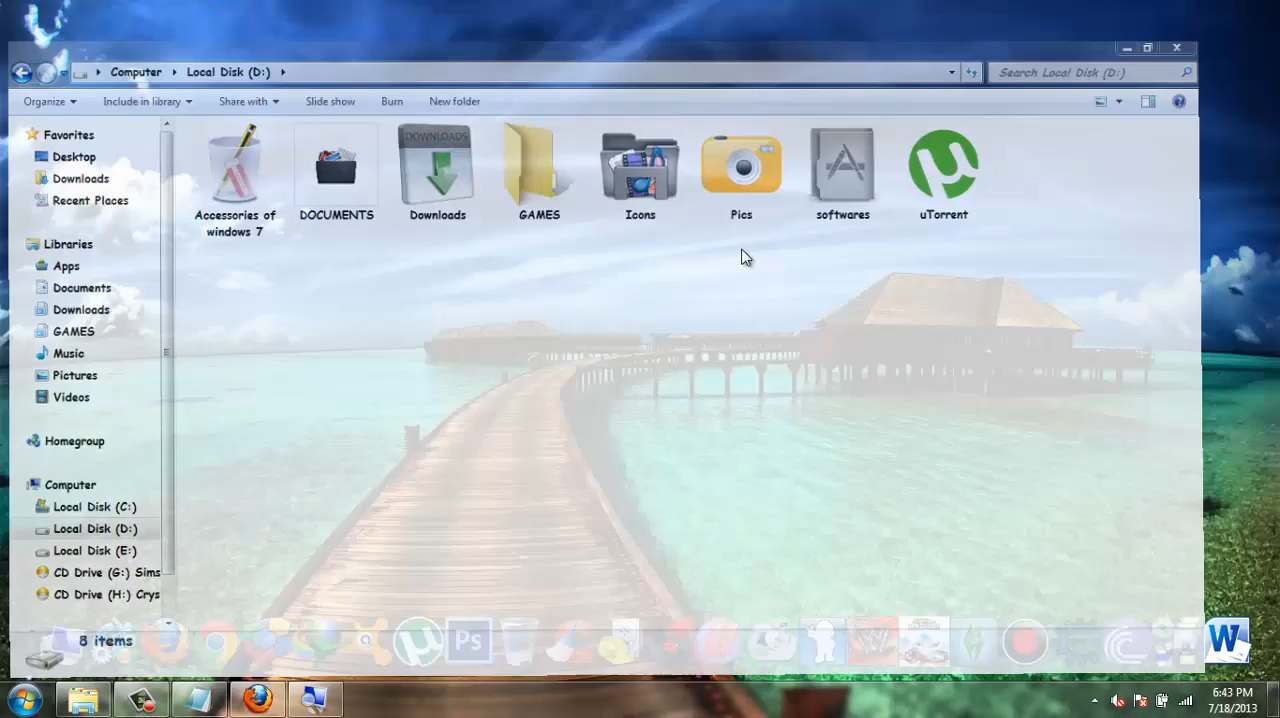 Computer
Local Disk (D:)
Search Local Disk (D:)
Organize
Include in library
Share with
Slide show
Burn
New folder
Favorites
Desktop
Downloads
Recent Places
Libraries
Apps
Documents
Downloads
GAMES
Music
Pictures
Videos
Homegroup
Computer
Local Disk (C:)
Local Disk (D:)
Local Disk (E:)
CD Drive (G:) Sims
CD Drive (H:) Crys
DOWNLOADS
Accessories of
windows 7
DOCUMENTS
Downloads
GAMES
Icons
Pics
softwares
uTorrent
8 items
Ps
W
6:43 PM
7/18/2013